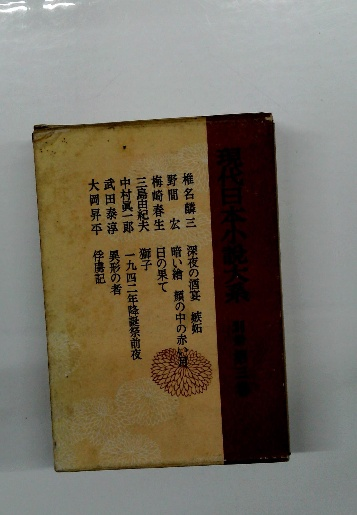 現代日本小説大系
椎名麟三 深夜の酒宴 嫉妬
野間宏 暗い絵 顔の中の赤い月
梅崎春生 日の果て
三島由紀夫 獅子
中村眞一郎 一九四二年降誕祭前夜
武田泰淳 異形の者
大岡昇平 俘虜記